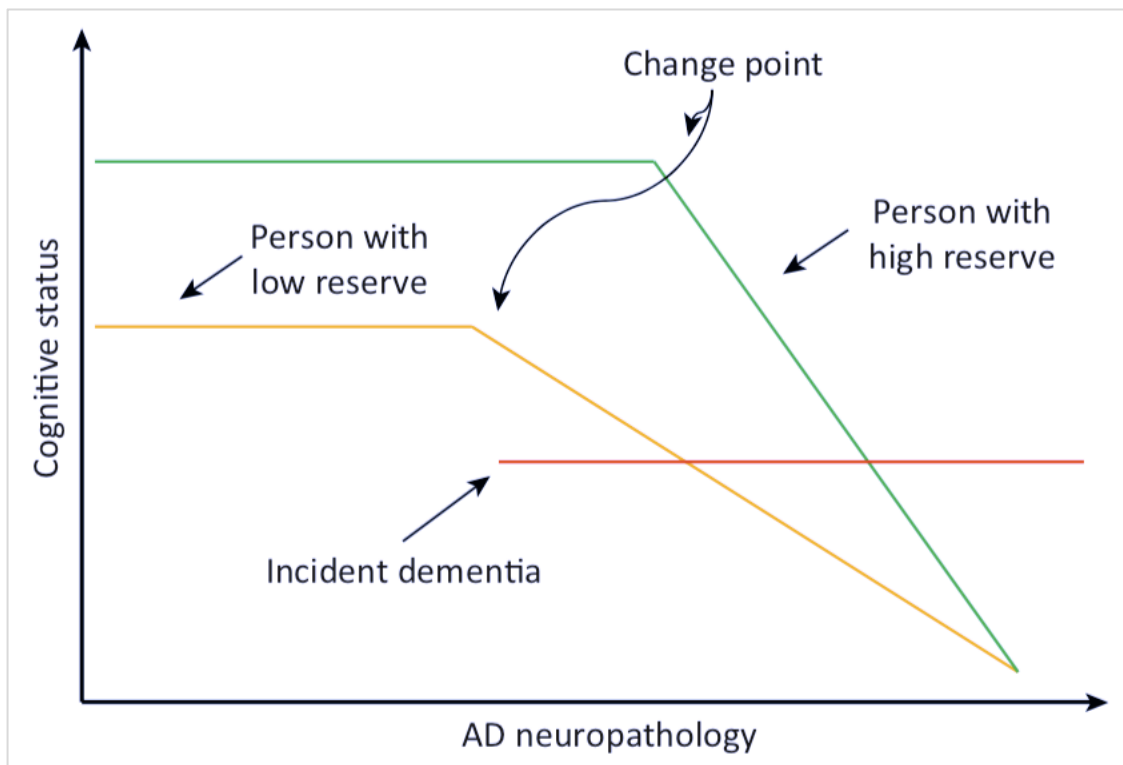 Change point
Person with
high reserve
Person with
low reserve
Cognitive status
Incident dementia
AD neuropathology